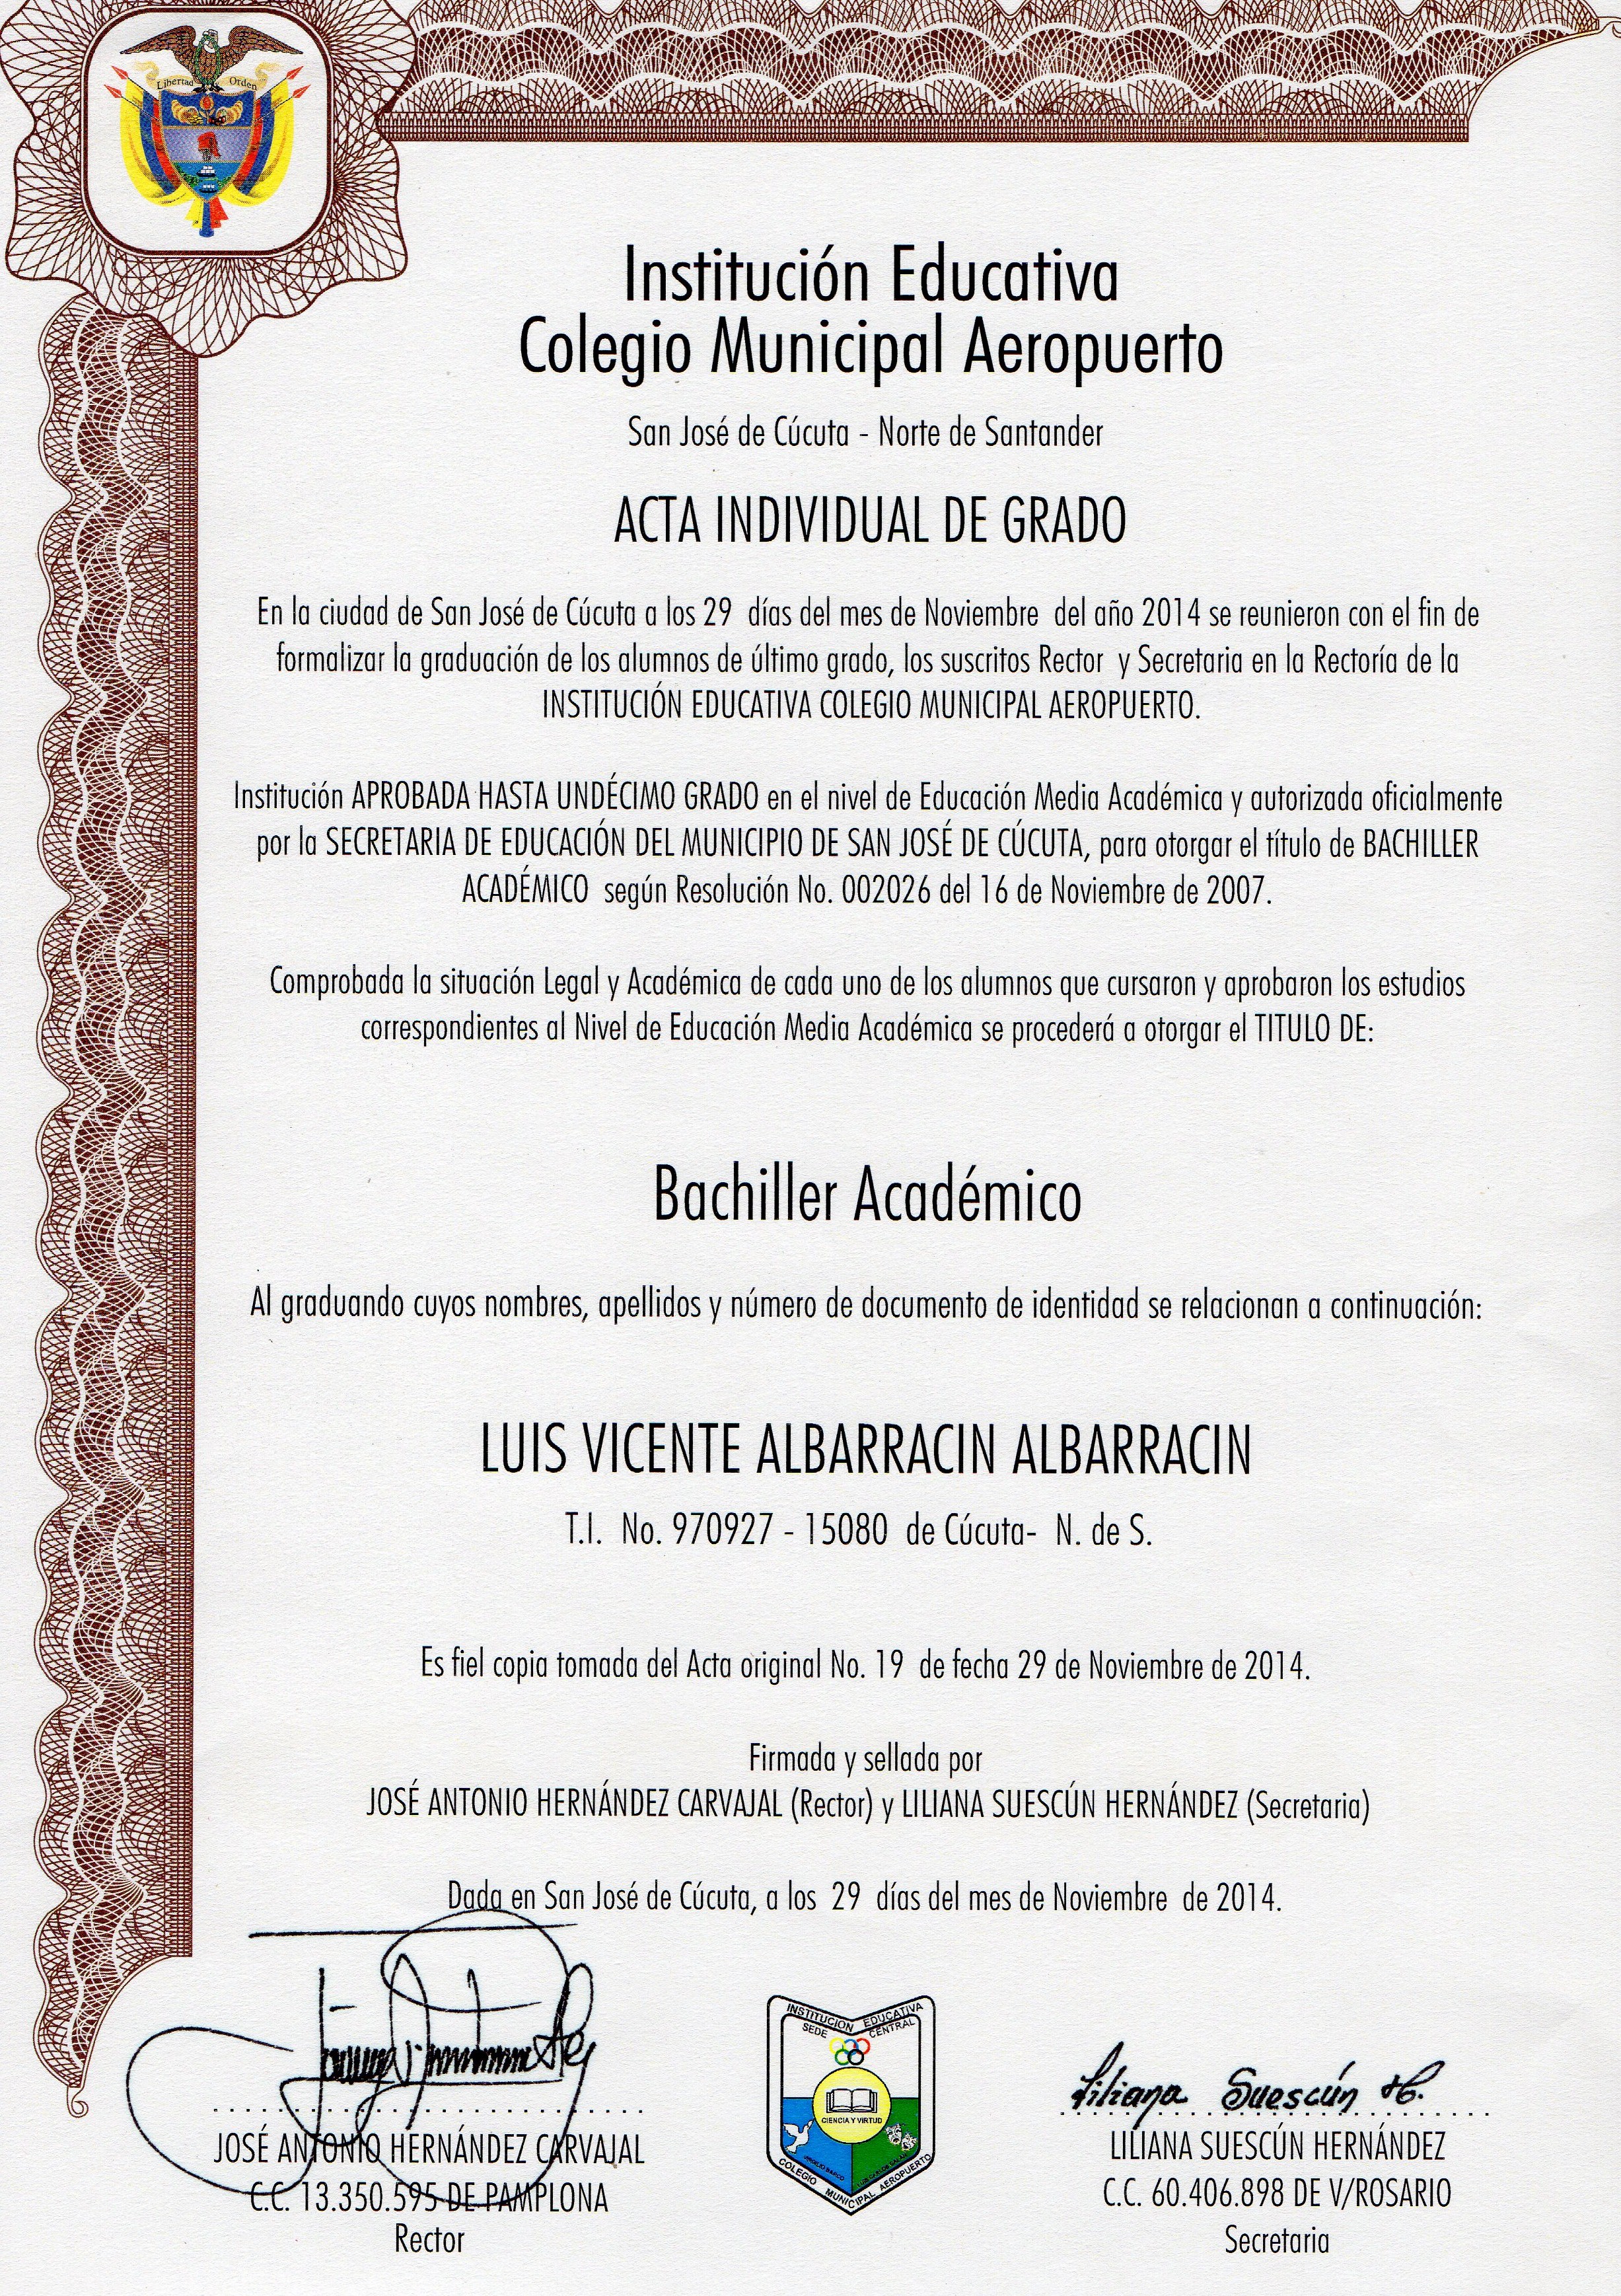 Libertad y Orden
Institución Educativa
Colegio Municipal Aeropuerto
San José de Cúcuta - Norte de Santander
ACTA INDIVIDUAL DE GRADO
En la ciudad de San José de Cúcuta a los 29 días del mes de Noviembre del año 2014 se reunieron con el fin de
formalizar la graduación de los alumnos de último grado, los suscritos Rector y Secretaria en la Rectoría de la
INSTITUCIÓN EDUCATIVA COLEGIO MUNICIPAL AEROPUERTO.
Institución APROBADA HASTA UNDÉCIMO GRADO en el nivel de Educación Media Académica y autorizada oficialmente
por la SECRETARIA DE EDUCACIÓN DEL MUNICIPIO DE SAN JOSÉ DE CÚCUTA, para otorgar el título de BACHILLER
ACADÉMICO según Resolución No. 002026 del 16 de Noviembre de 2007.
Comprobada la situación Legal y Académica de cada uno de los alumnos que cursaron y aprobaron los estudios
correspondientes al Nivel de Educación Media Académica se procederá a otorgar el TITULO DE:
Bachiller Académico
Al graduando cuyos nombres, apellidos y número de documento de identidad se relacionan a continuación:
LUIS VICENTE ALBARRACIN ALBARRACIN
T.I. No. 970927 - 15080 de Cúcuta- N. de S.
Es fiel copia tomada del Acta original No. 19 de fecha 29 de Noviembre de 2014.
Firmada y sellada por
JOSÉ ANTONIO HERNÁNDEZ CARVAJAL (Rector) y LILIANA SUESCÚN HERNÁNDEZ (Secretaria)
Dada en San José de Cúcuta, a los 29 días del mes de Noviembre de 2014.
JOSÉ ANTONIO HERNÁNDEZ CARVAJAL
C.C. 13.350.595 DE PAMPLONA
Rector
INSTITUCION EDUCATIVA
SEDE CENTRAL
CIENCIA Y VIRTUD
COLEGIO MUNICIPAL AEROPUERTO
Liliana Suescún H.
LILIANA SUESCÚN HERNÁNDEZ
C.C. 60.406.898 DE V/ROSARIO
Secretaria